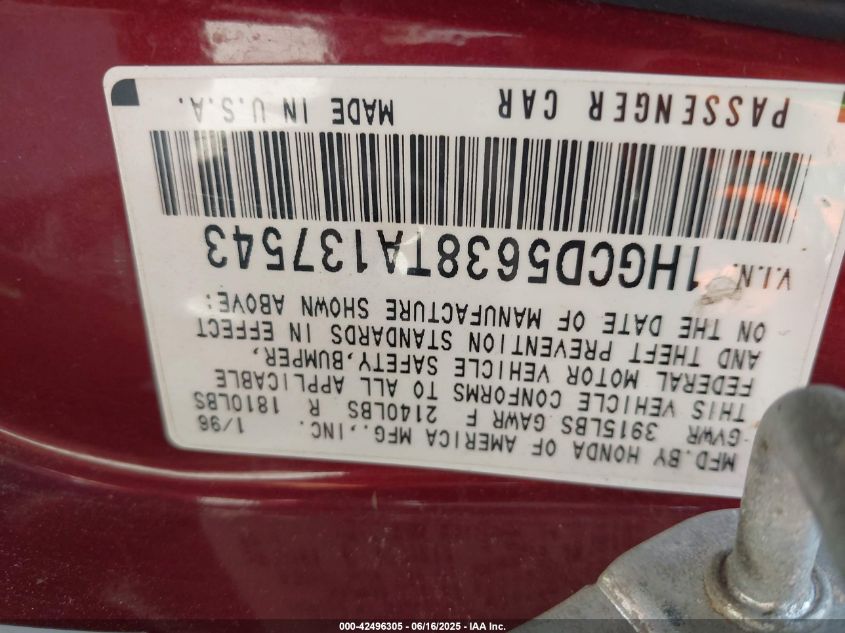 MFD.BY HONDA OF AMERICA MFG.,INC. 1/96
GVWR 3915LBS GAWR F 2140LBS R 1810LBS
THIS VEHICLE CONFORMS TO ALL APPLICABLE
FEDERAL MOTOR VEHICLE SAFETY,BUMPER,
AND THEFT PREVENTION STANDARDS IN EFFECT
ON THE DATE OF MANUFACTURE SHOWN ABOVE:
V.I.N. 1HGCD5638TA137543
PASSENGER CAR MADE IN U.S.A.
000-42496305 / 06/16/2025 - IAA Inc.